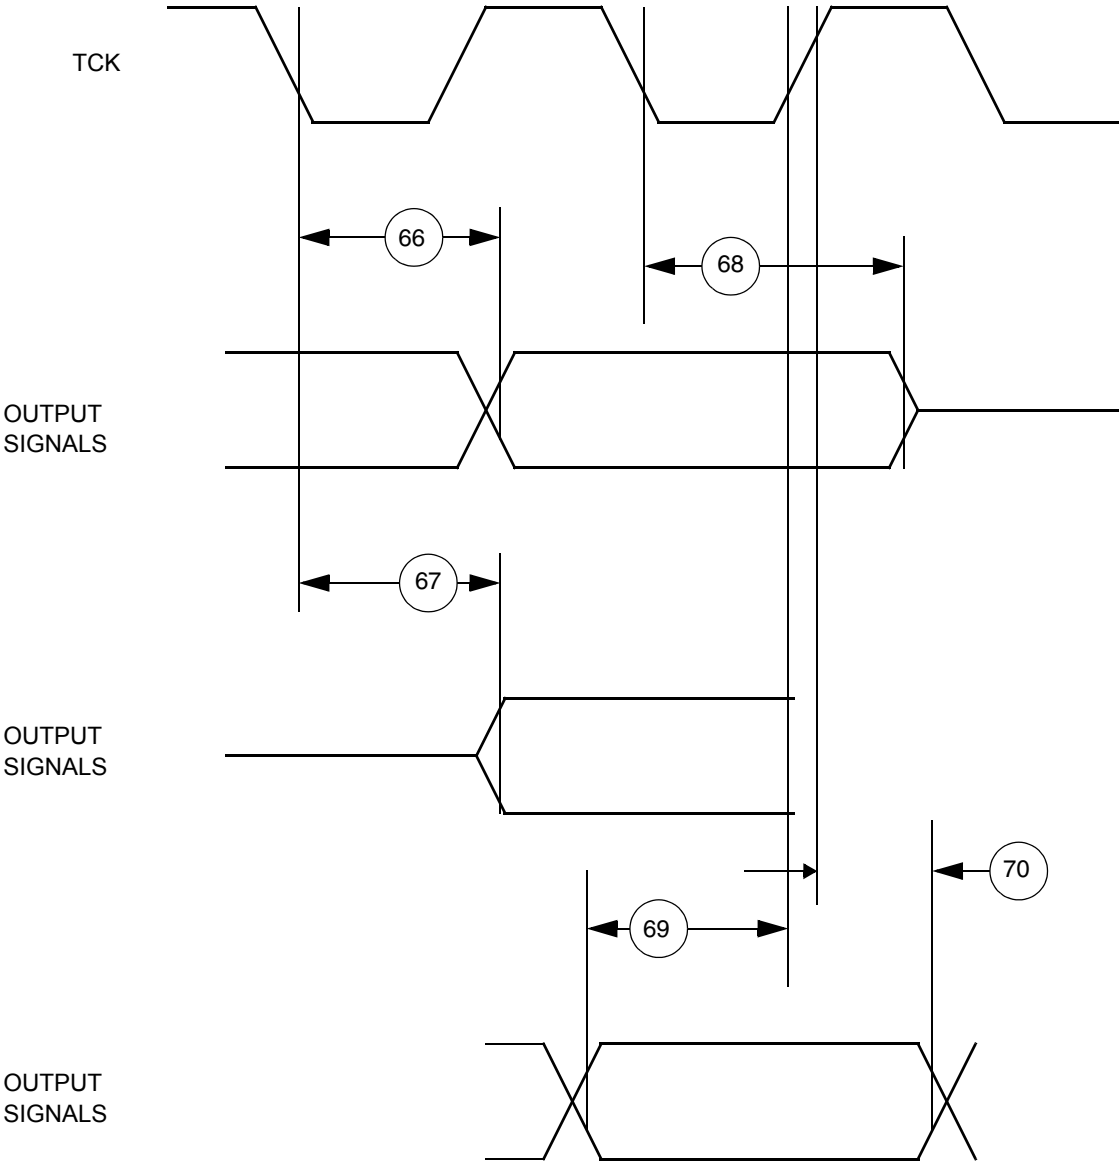 TCK
66
68
OUTPUT
SIGNALS
67
OUTPUT
SIGNALS
70
69
OUTPUT
SIGNALS